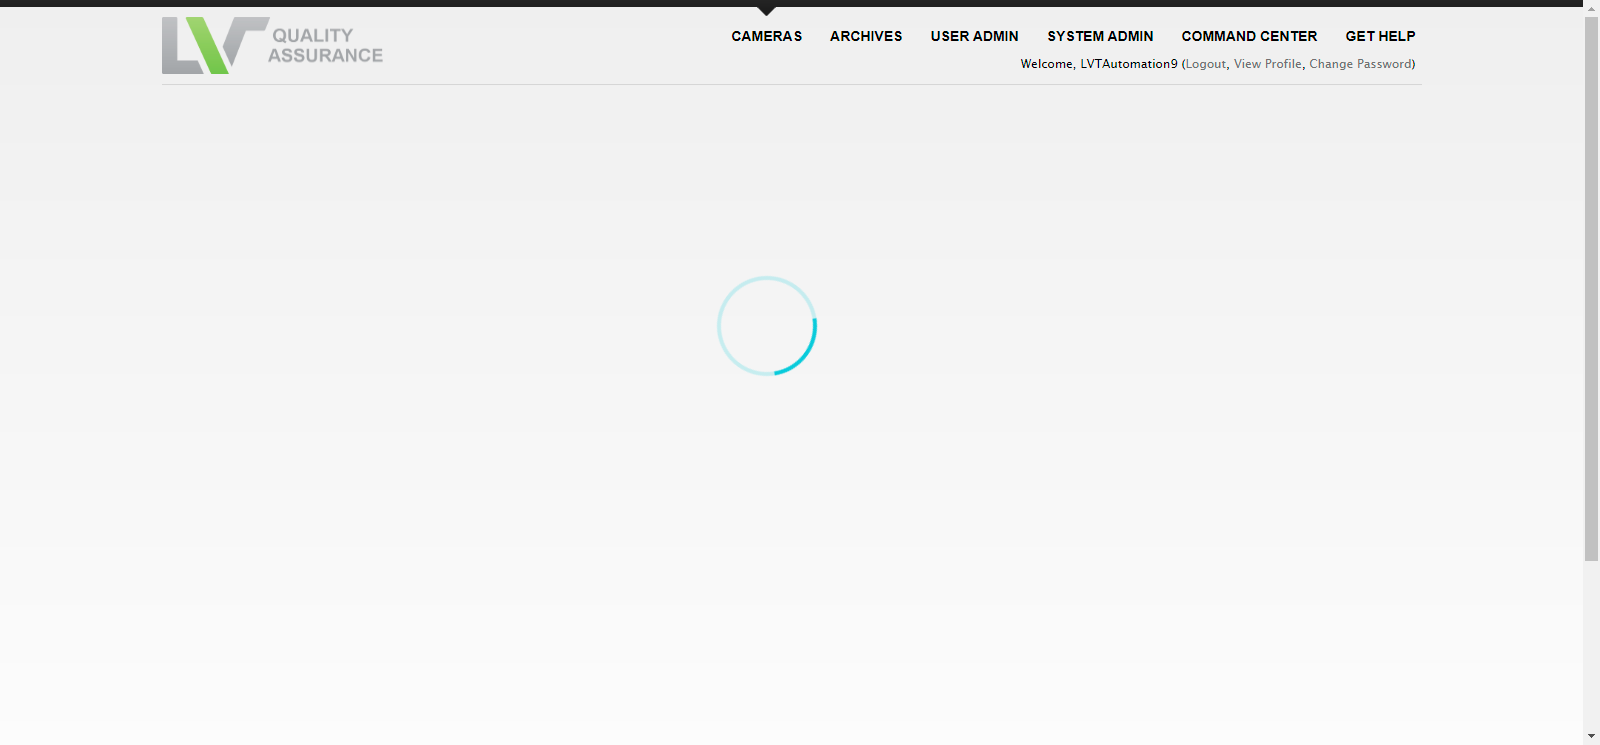 LVT QUALITY ASSURANCE
CAMERAS ARCHIVES USER ADMIN SYSTEM ADMIN COMMAND CENTER GET HELP
Welcome, LVTAutomation9 (Logout, View Profile, Change Password)